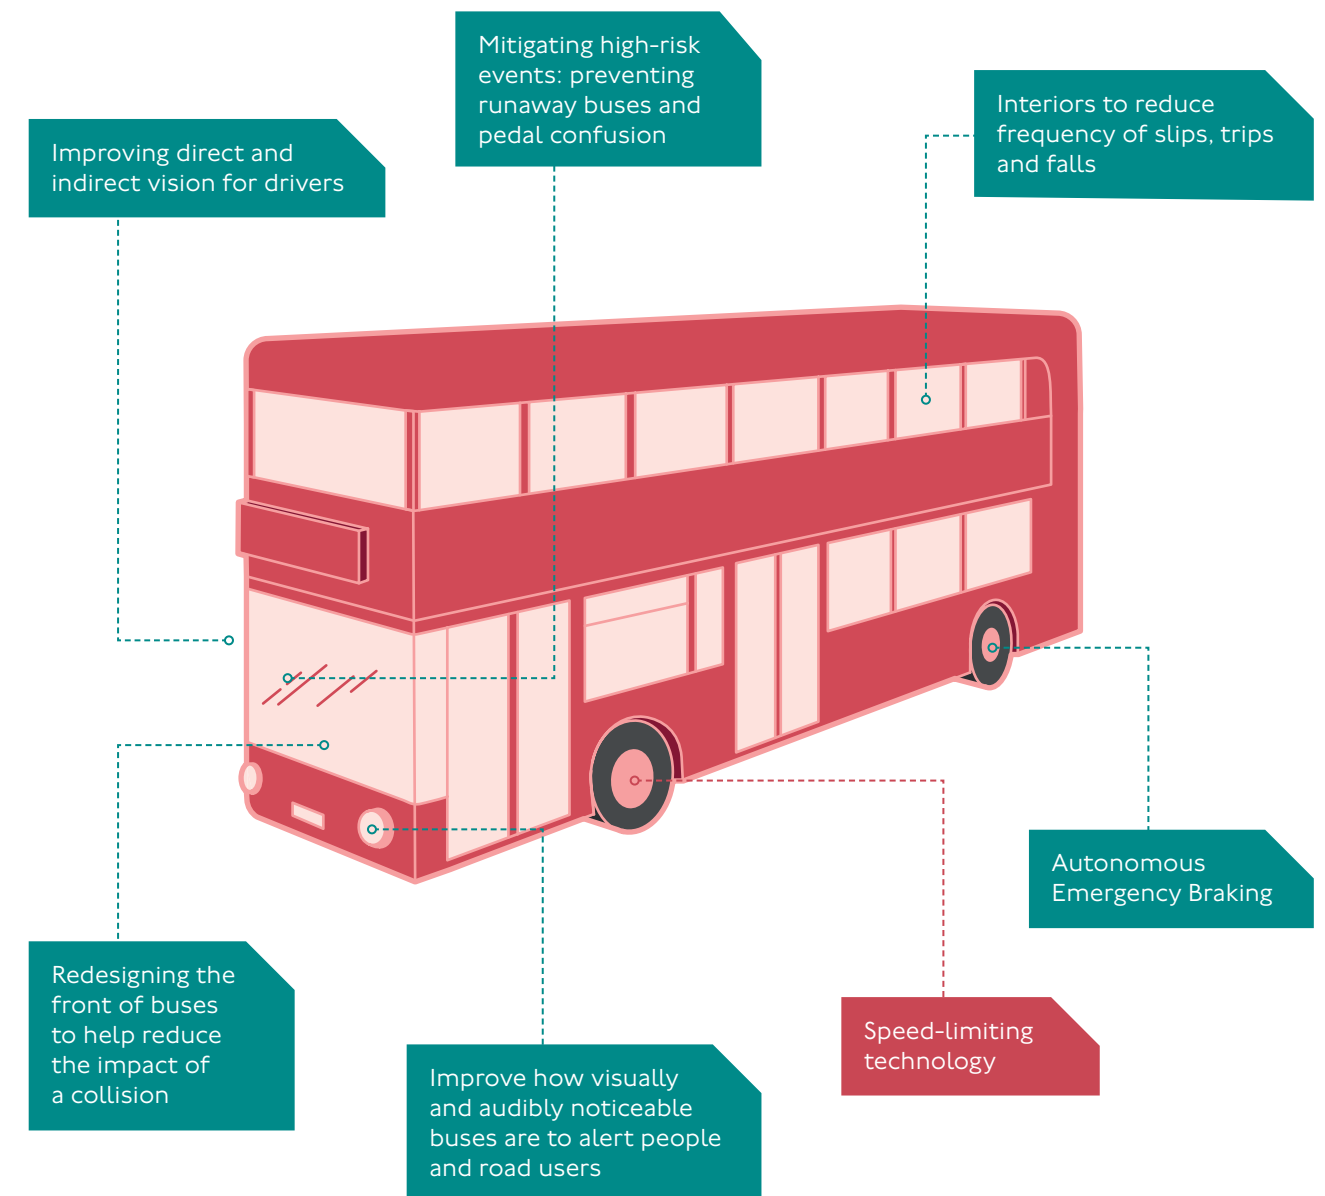 Mitigating high-risk
events: preventing
runaway buses and
pedal confusion
Interiors to reduce
frequency of slips, trips
and falls
Improving direct and
indirect vision for drivers
Autonomous
Emergency Braking
Redesigning the
front of buses
to help reduce
the impact of
a collision
Speed-limiting
technology
Improve how visually
and audibly noticeable
buses are to alert people
and road users